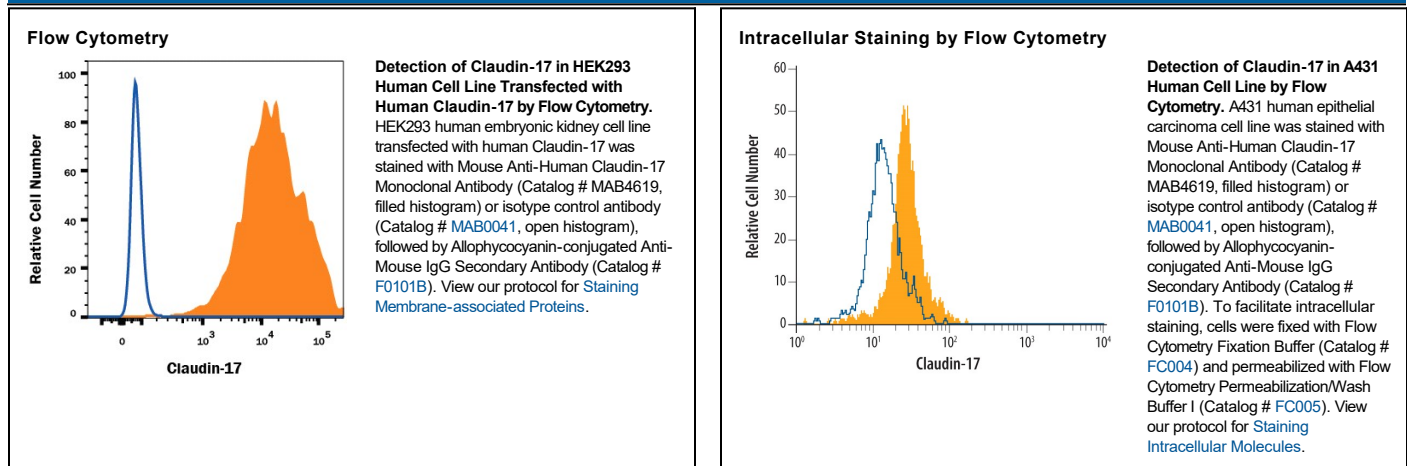 Flow Cytometry
100
80
60
40
20
0
Relative Cell Number
0
10³
10⁴
10⁵
Claudin-17
Detection of Claudin-17 in HEK293
Human Cell Line Transfected with
Human Claudin-17 by Flow Cytometry.
HEK293 human embryonic kidney cell line
transfected with human Claudin-17 was
stained with Mouse Anti-Human Claudin-17
Monoclonal Antibody (Catalog # MAB4619,
filled histogram) or isotype control antibody
(Catalog # MAB0041, open histogram),
followed by Allophycocyanin-conjugated Anti-
Mouse IgG Secondary Antibody (Catalog #
F0101B). View our protocol for Staining
Membrane-associated Proteins.
Intracellular Staining by Flow Cytometry
60
50
40
30
20
10
0
Relative Cell Number
10⁰
10¹
10²
10³
10⁴
Claudin-17
Detection of Claudin-17 in A431
Human Cell Line by Flow
Cytometry. A431 human epithelial
carcinoma cell line was stained with
Mouse Anti-Human Claudin-17
Monoclonal Antibody (Catalog #
MAB4619, filled histogram) or
isotype control antibody (Catalog #
MAB0041, open histogram),
followed by Allophycocyanin-
conjugated Anti-Mouse IgG
Secondary Antibody (Catalog #
F0101B). To facilitate intracellular
staining, cells were fixed with Flow
Cytometry Fixation Buffer (Catalog #
FC004) and permeabilized with Flow
Cytometry Permeabilization/Wash
Buffer I (Catalog # FC005). View
our protocol for Staining
Intracellular Molecules.